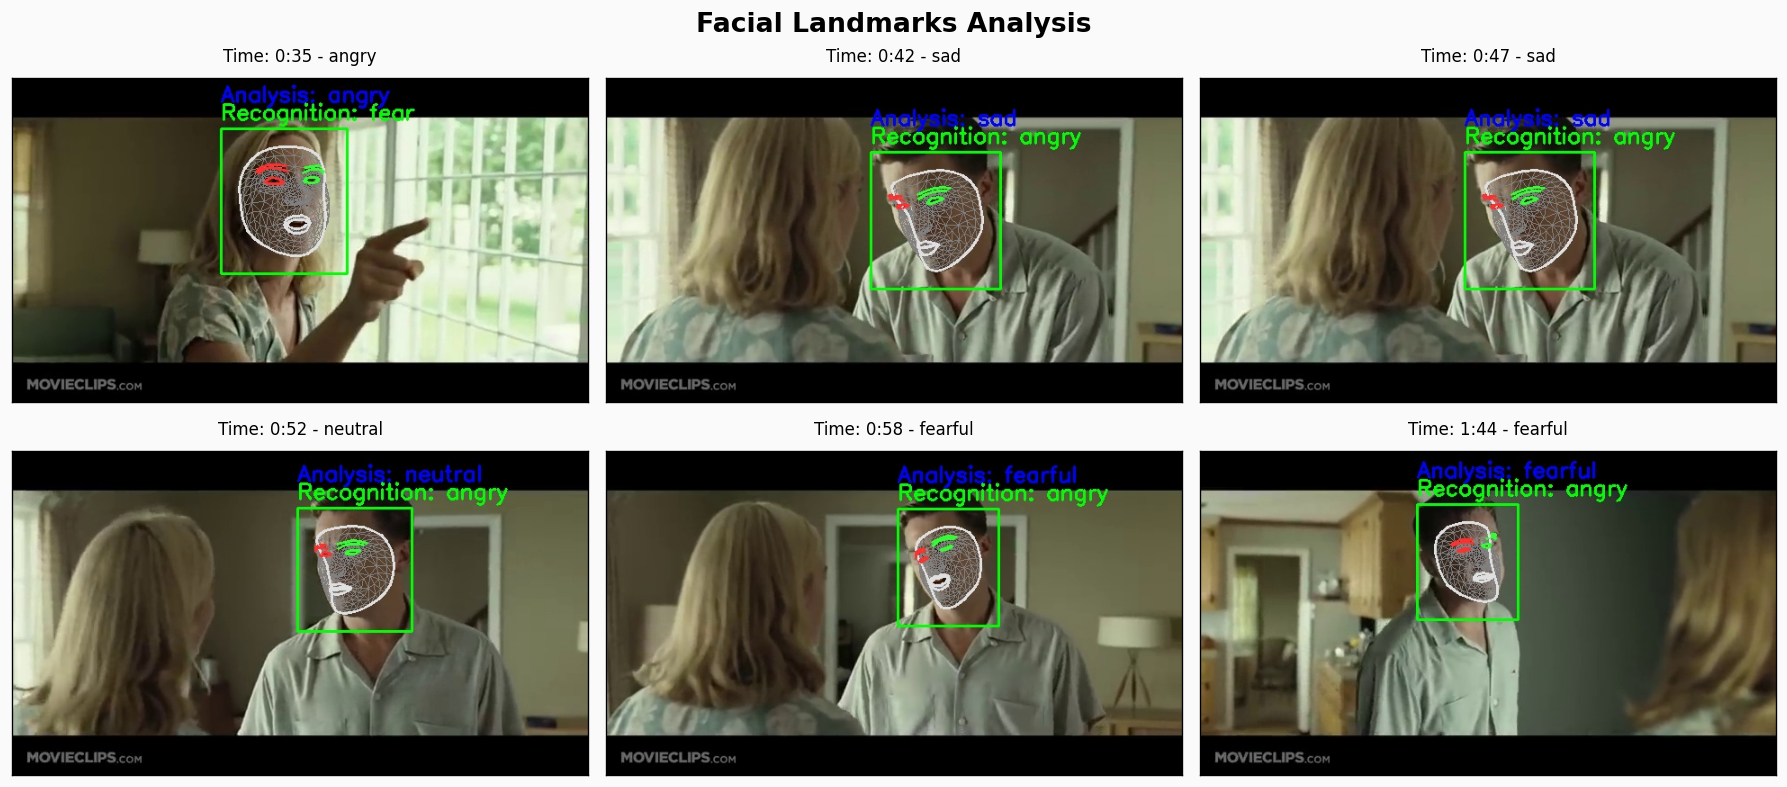 Facial Landmarks Analysis
Time: 0:35 - angry
Time: 0:42 - sad
Time: 0:47 - sad
Analysis: angry
Recognition: fear
Analysis: sad
Recognition: angry
Analysis: sad
Recognition: angry
MOVIECLIPS.COM
MOVIECLIPS.COM
MOVIECLIPS.COM
Time: 0:52 - neutral
Time: 0:58 - fearful
Time: 1:44 - fearful
Analysis: neutral
Recognition: angry
Analysis: fearful
Recognition: angry
Analysis: fearful
Recognition: angry
MOVIECLIPS.COM
MOVIECLIPS.COM
MOVIECLIPS.COM